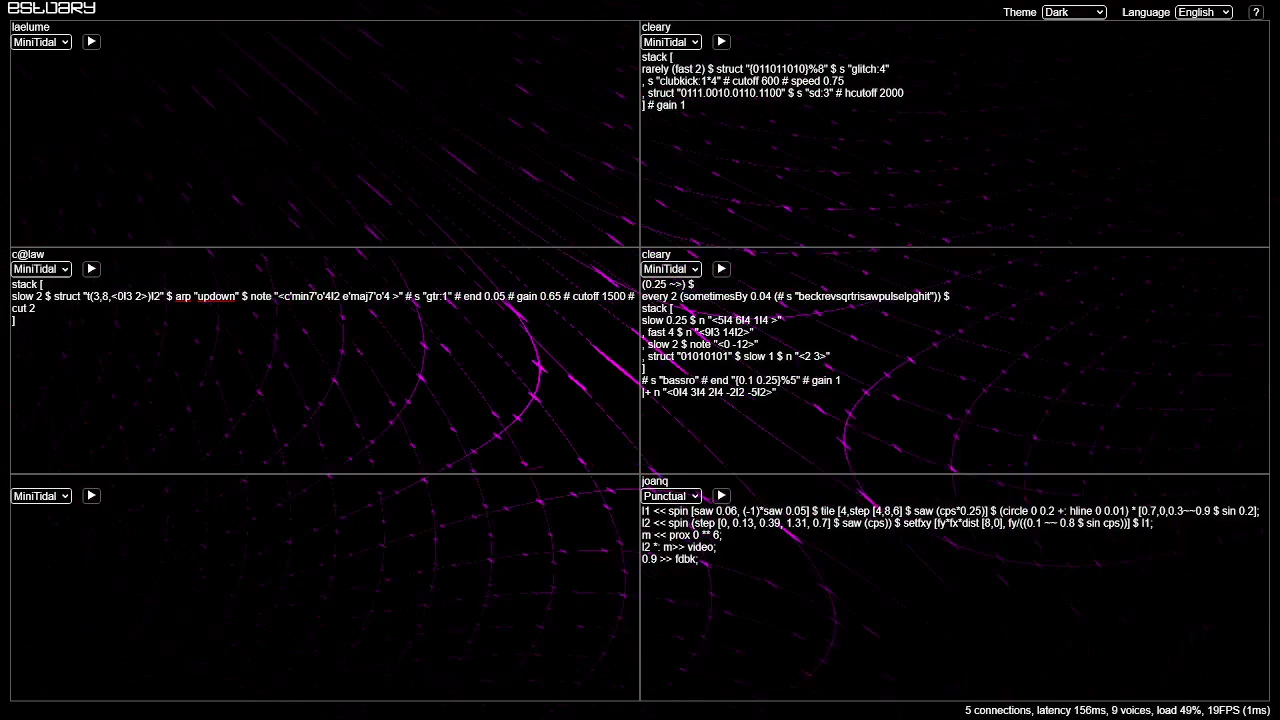 estuary
Theme Dark Language English ?
laelume
MiniTidal
cleary
MiniTidal
stack [
rarely (fast 2) $ struct "{011011010}%8" $ s "glitch:4"
, s "clubkick:1*4" # cutoff 600 # speed 0.75
, struct "0111.0010.0110.1100" $ s "sd:3" # hcutoff 2000
] # gain 1
c@law
MiniTidal
stack [
slow 2 $ struct "t(3,8,<0!3 2>)!2" $ arp "updown" $ note "<c'min7'o'4!2 e'maj7'o'4 >" # s "gtr:1" # end 0.05 # gain 0.65 # cutoff 1500 #
cut 2
]
cleary
MiniTidal
(0.25 ~>) $
every 2 (sometimesBy 0.04 (# s "beckrevsqrtrisawpulselpghit")) $
stack [
slow 0.25 $ n "<5!4 6!4 1!4 >"
, fast 4 $ n "<9!3 14!2>"
, slow 2 $ note "<0 -12>"
, struct "01010101" $ slow 1 $ n "<2 3>"
]
# s "bassro" # end "{0.1 0.25}%5" # gain 1
|+ n "<0!4 3!4 2!4 -2!2 -5!2>"
MiniTidal
joanq
Punctual
l1 << spin [saw 0.06, (-1)*saw 0.05] $ tile [4,step [4,8,6] $ saw (cps*0.25)] $ (circle 0 0.2 +: hline 0 0.01) * [0.7,0,0.3~~0.9 $ sin 0.2];
l2 << spin (step [0, 0.13, 0.39, 1.31, 0.7] $ saw (cps)) $ setfxy [fy*fx*dist [8,0], fy/((0.1 ~~ 0.8 $ sin cps))] $ l1;
m << prox 0 ** 6;
l2 *: m>> video;
0.9 >> fdbk;
5 connections, latency 156ms, 9 voices, load 49%, 19FPS (1ms)